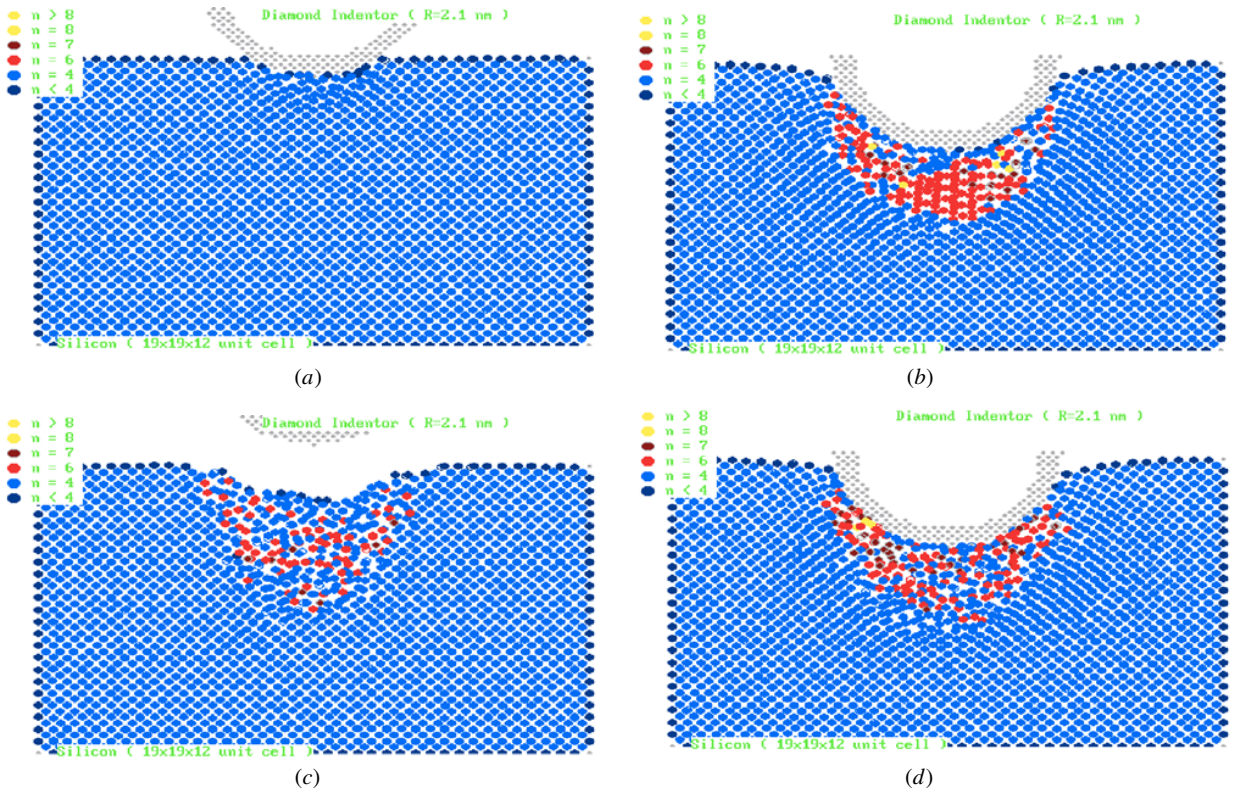 Diamond Indentor ( R=2.1 nm )
n > 8
n = 8
n = 7
n = 6
n = 4
n < 4
Silicon ( 19x19x12 unit cell )
(a)
Diamond Indentor ( R=2.1 nm )
n > 8
n = 8
n = 7
n = 6
n = 4
n < 4
Silicon ( 19x19x12 unit cell )
(b)
Diamond Indentor ( R=2.1 nm )
n > 8
n = 8
n = 7
n = 6
n = 4
n < 4
Silicon ( 19x19x12 unit cell )
(c)
Diamond Indentor ( R=2.1 nm )
n > 8
n = 8
n = 7
n = 6
n = 4
n < 4
Silicon ( 19x19x12 unit cell )
(d)